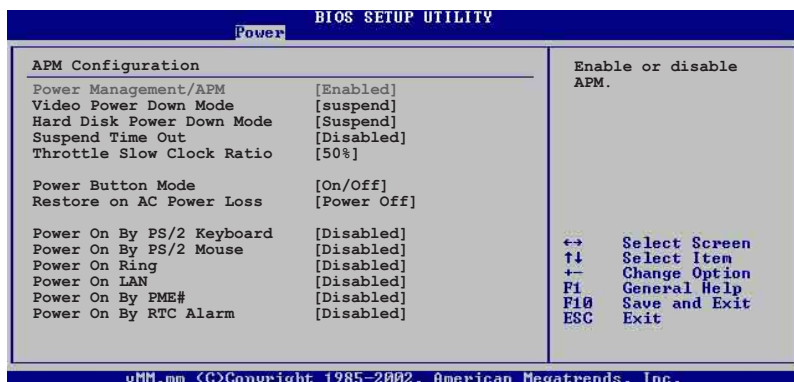 BIOS SETUP UTILITY
Power
APM Configuration
Power Management/APM [Enabled]
Video Power Down Mode [suspend]
Hard Disk Power Down Mode [Suspend]
Suspend Time Out [Disabled]
Throttle Slow Clock Ratio [50%]
Power Button Mode [On/Off]
Restore on AC Power Loss [Power Off]
Power On By PS/2 Keyboard [Disabled]
Power On By PS/2 Mouse [Disabled]
Power On Ring [Disabled]
Power On LAN [Disabled]
Power On By PME# [Disabled]
Power On By RTC Alarm [Disabled]
Enable or disable
APM.
↔ Select Screen
↑↓ Select Item
+- Change Option
F1 General Help
F10 Save and Exit
ESC Exit
vMM.mm (C)Copyright 1985-2002, American Megatrends, Inc.